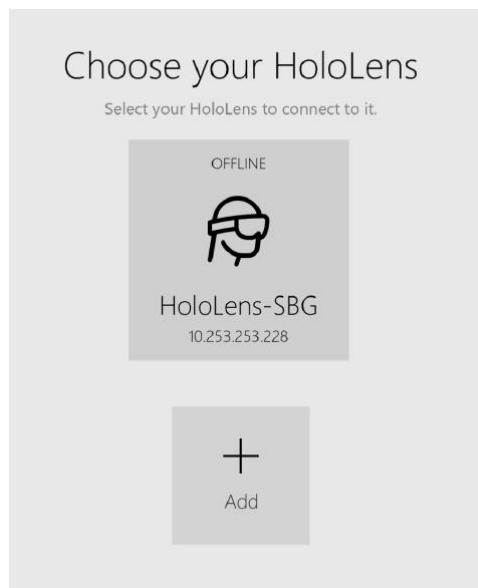 Choose your HoloLens
Select your HoloLens to connect to it.
OFFLINE
HoloLens-SBG
10.253.253.228
Add